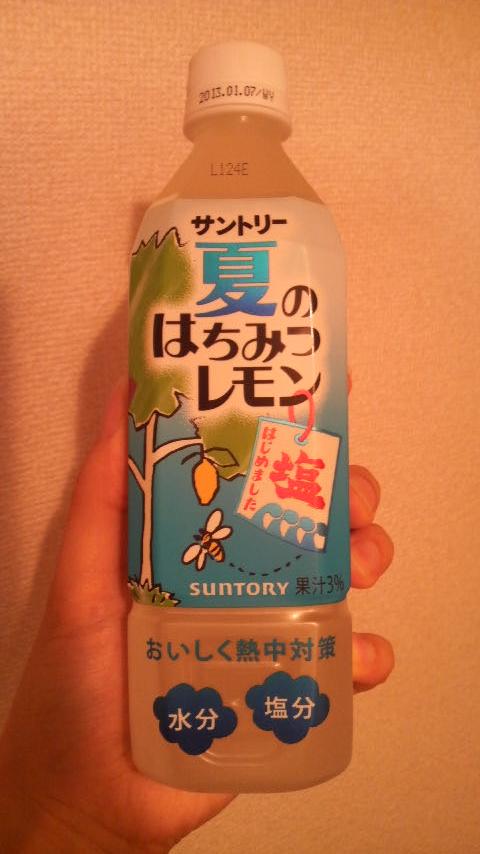 2013.01.07/WY
L124E
サントリー
夏の
はちみつ
レモン
塩
はじめました
SUNTORY 果汁3%
おいしく熱中対策
水分 塩分